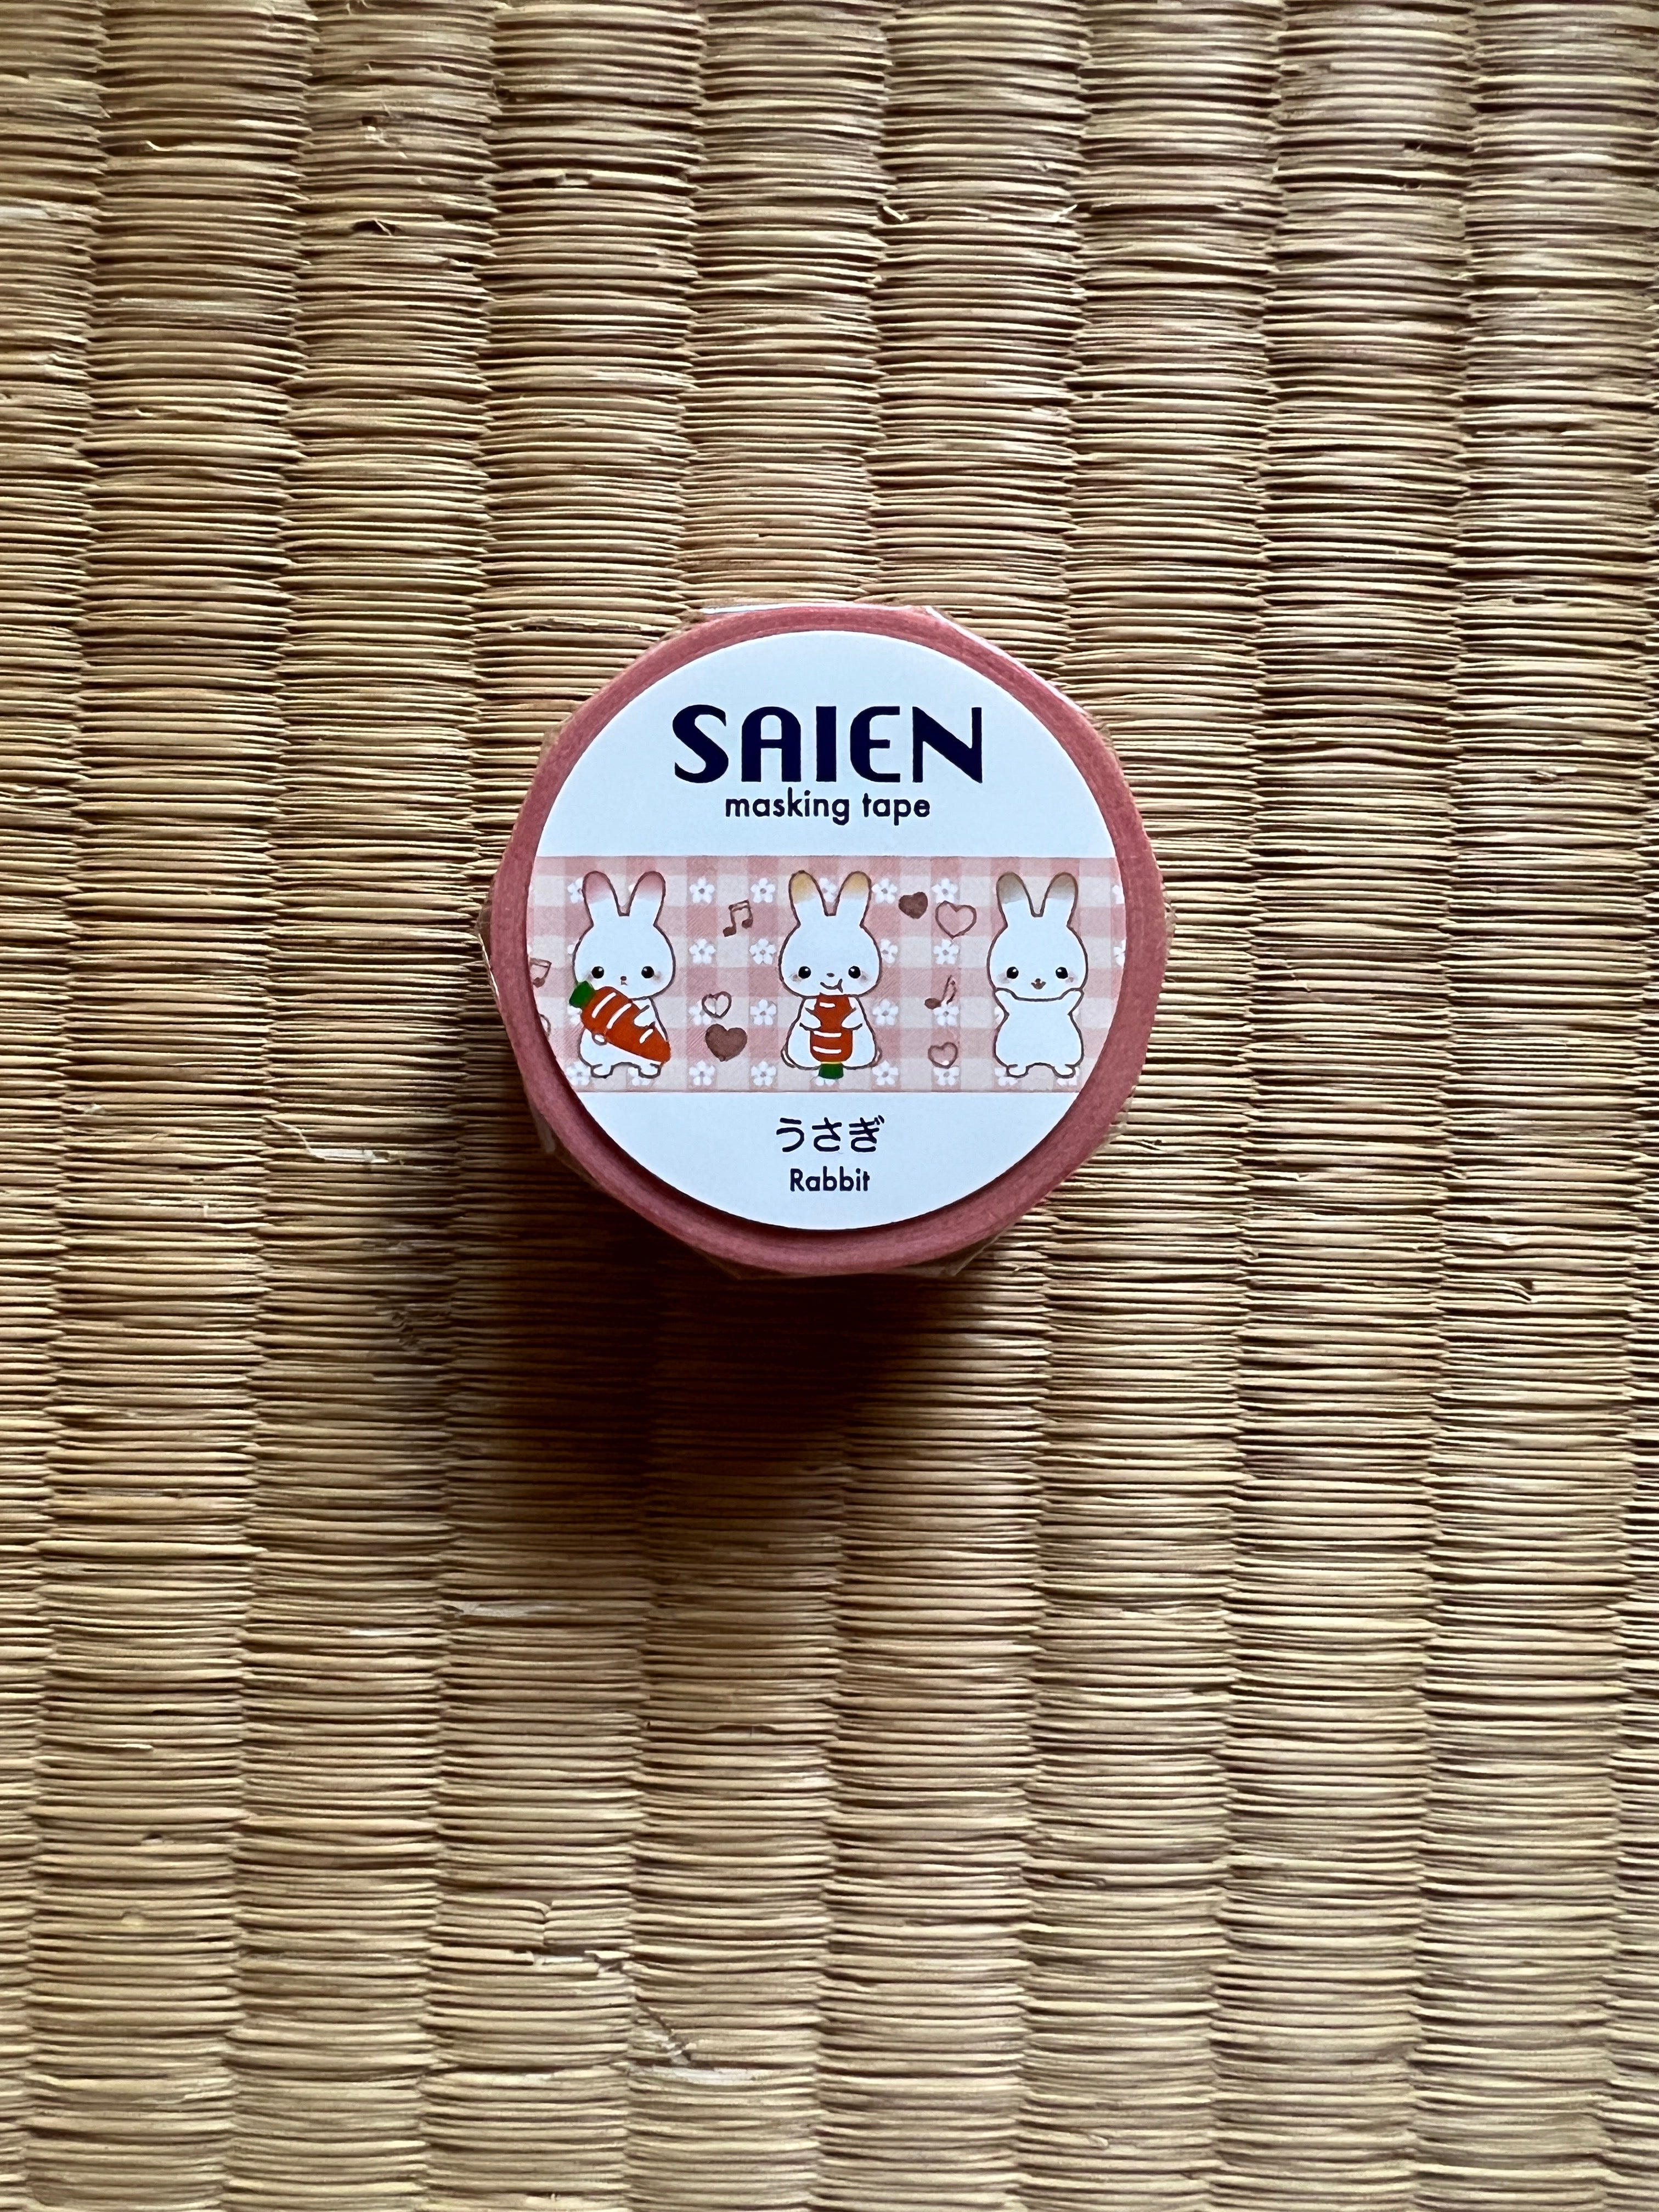 SAIEN
masking tape
うさぎ
Rabbit